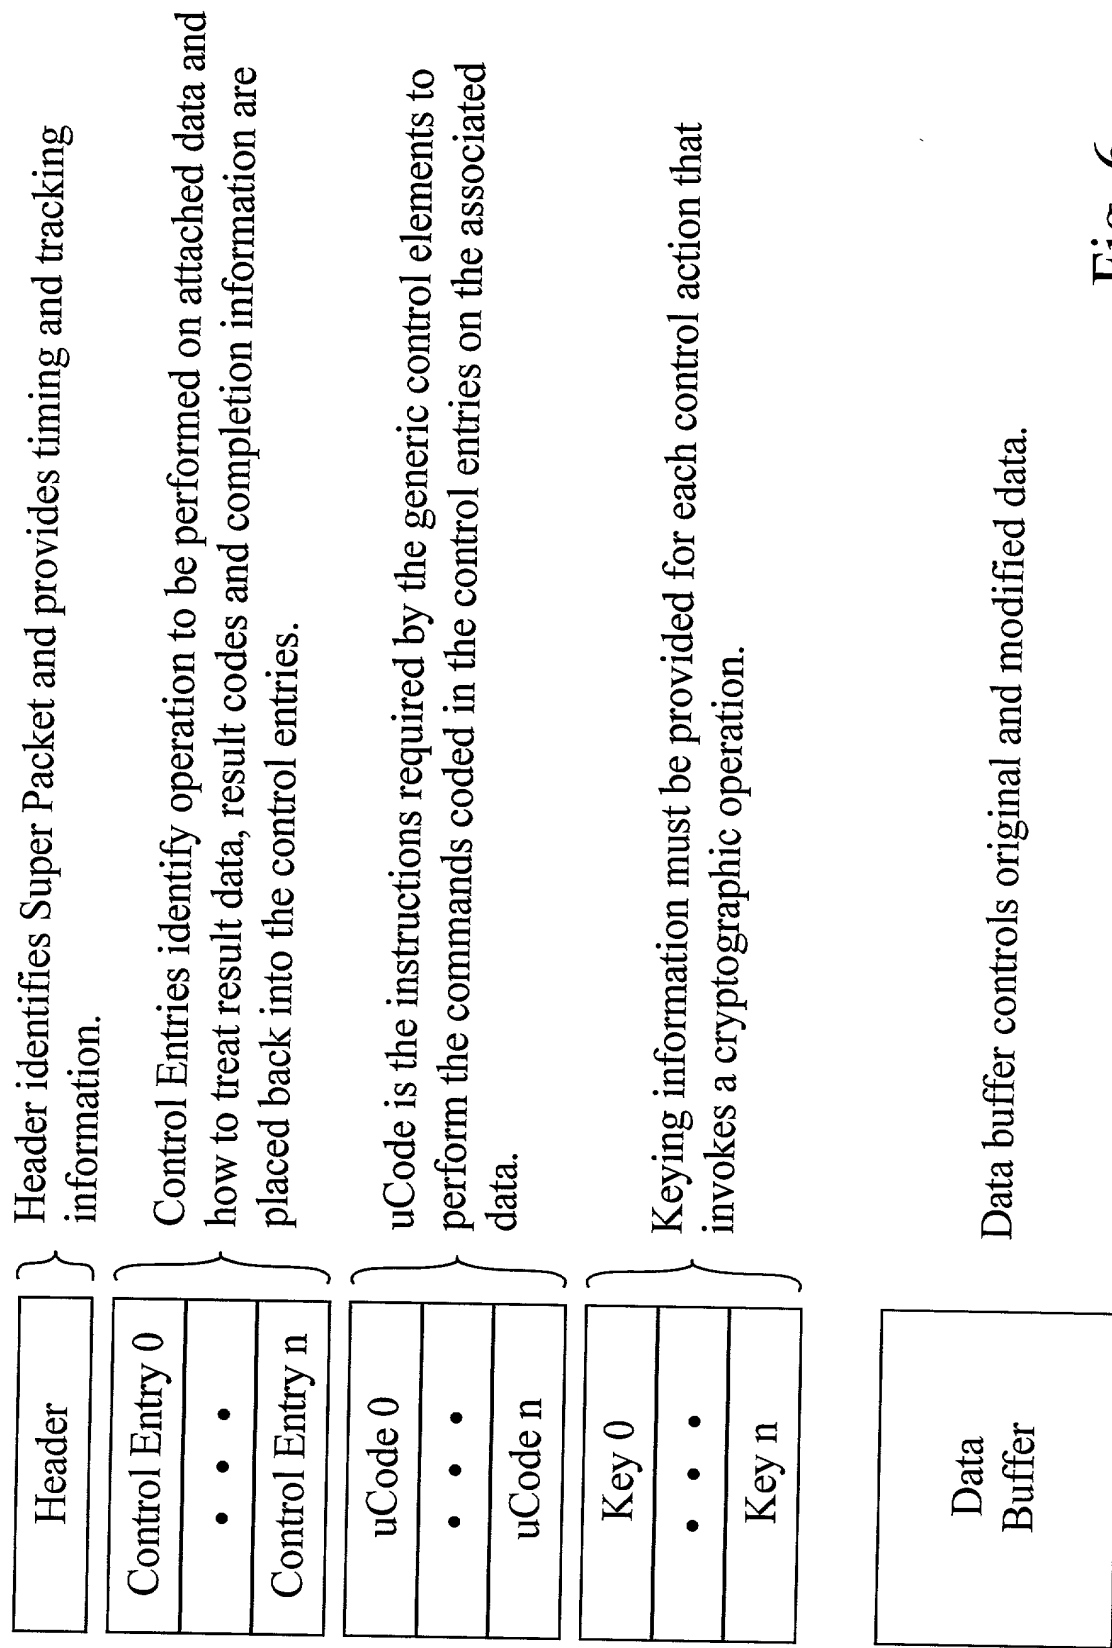 Header
Header identifies Super Packet and provides timing and tracking
information.
Control Entry 0
• • •
Control Entry n
Control Entries identify operation to be performed on attached data and
how to treat result data, result codes and completion information are
placed back into the control entries.
uCode 0
• • •
uCode n
uCode is the instructions required by the generic control elements to
perform the commands coded in the control entries on the associated
data.
Key 0
• • •
Key n
Keying information must be provided for each control action that
invokes a cryptographic operation.
Data
Buffer
Data buffer controls original and modified data.
Fig. 6